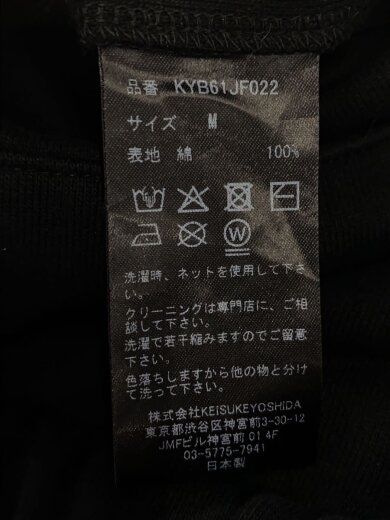 品番 KYB61JF022
サイズ M
表地 綿 100%
W
洗濯時、ネットを使用して下さ
い。
クリーニングは専門店に、ご相
談して下さい。
洗濯で若干縮みますのでご留意
下さい。
色落ちしますから他の物と分け
て洗って下さい。
株式会社KEISUKEYOSHIDA
東京都渋谷区神宮前3-30-12
JMFビル神宮前 01 4F
03-5775-7941
日本製